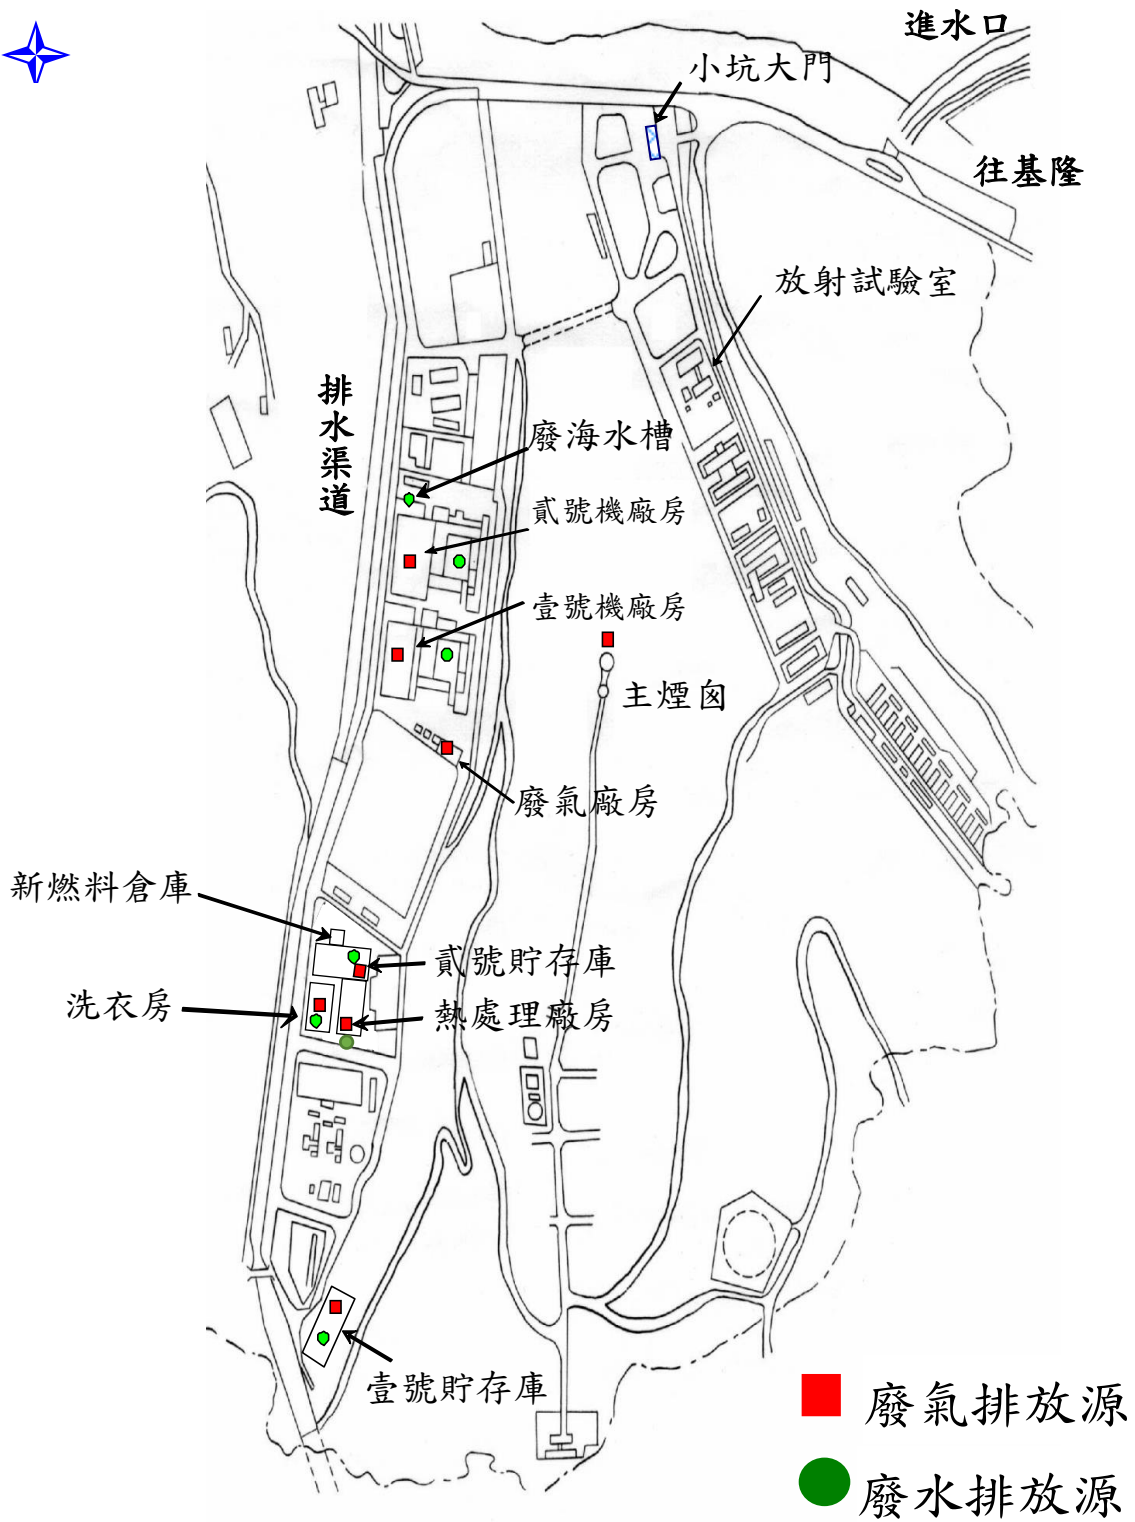 進水口
小坑大門
往基隆
放射試驗室
排水渠道
廢海水槽
貳號機廠房
壹號機廠房
主煙囪
廢氣廠房
新燃料倉庫
貳號貯存庫
洗衣房
熱處理廠房
壹號貯存庫
廢氣排放源
廢水排放源